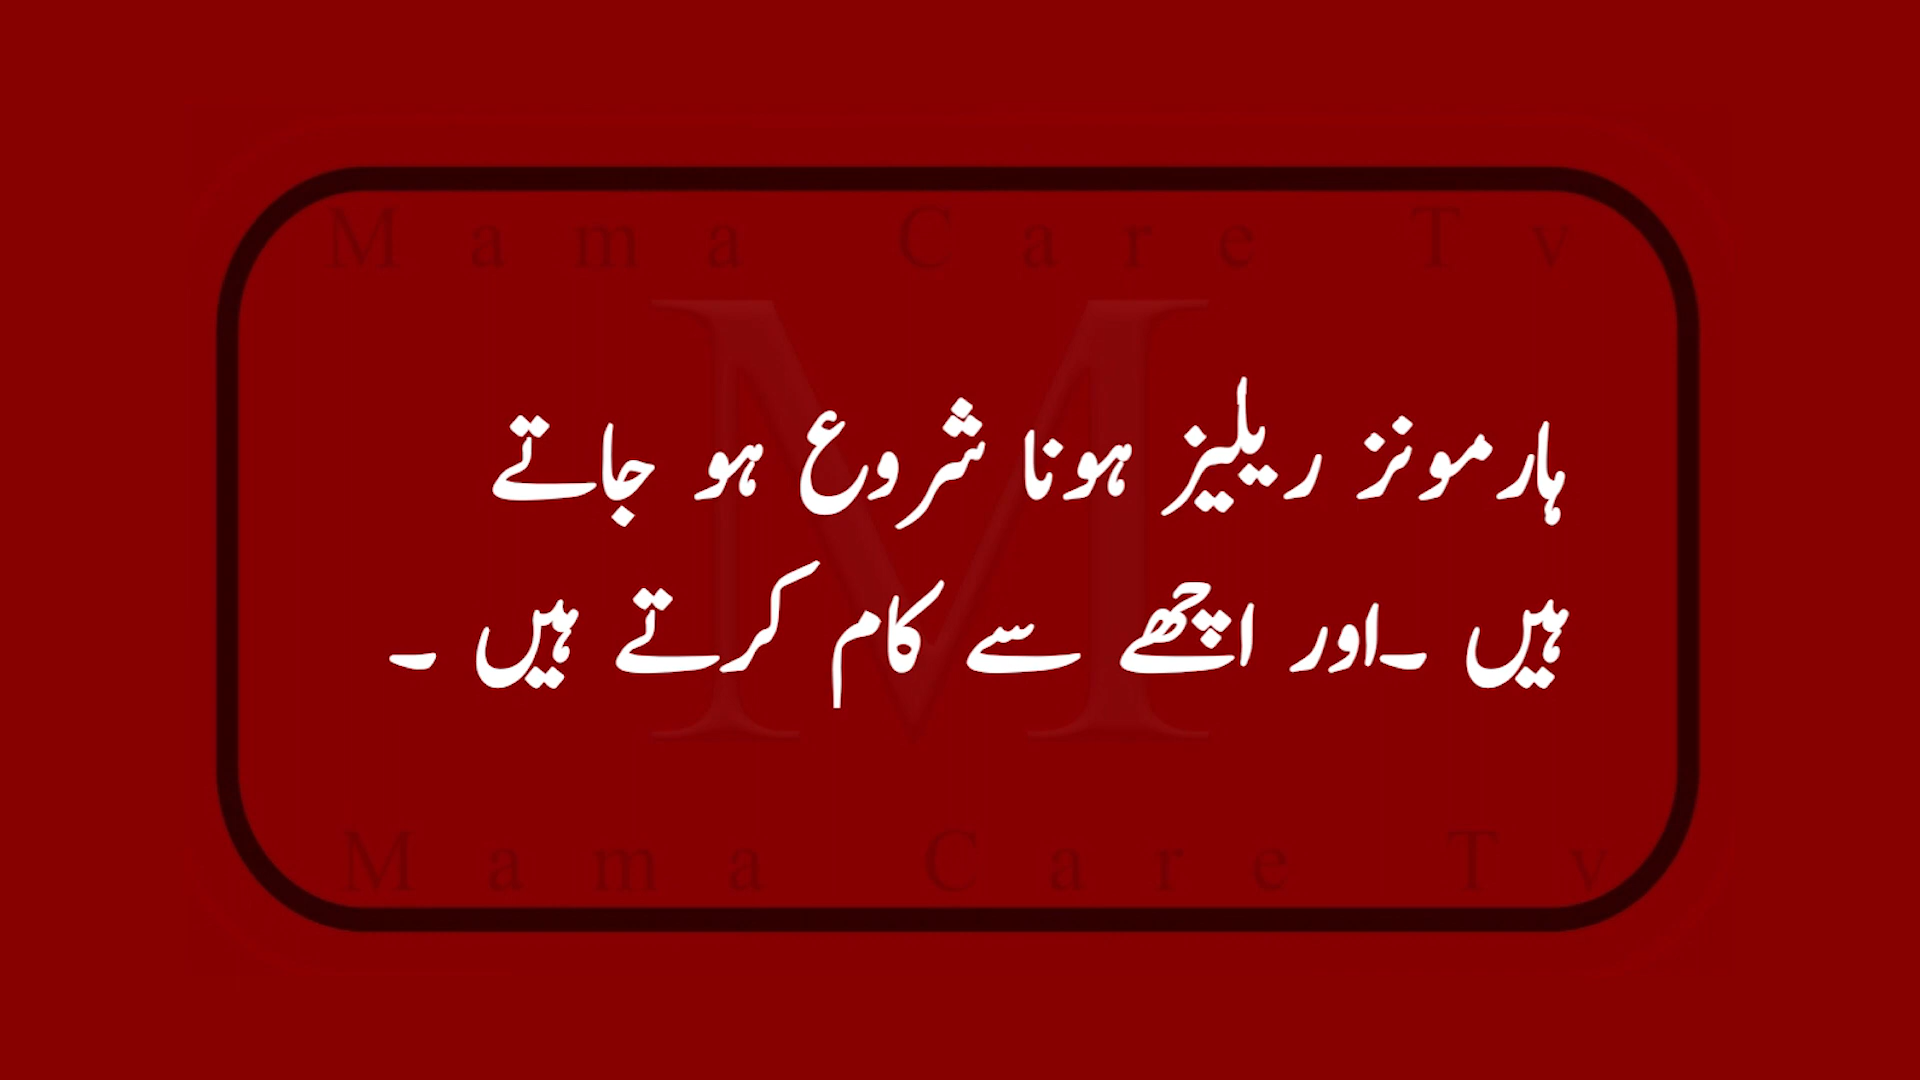 Mama Care Tv
M
ہارمونز ریلیز ہونا شروع ہو جاتے
ہیں ۔اور اچھے سے کام کرتے ہیں ۔
Mama Care Tv